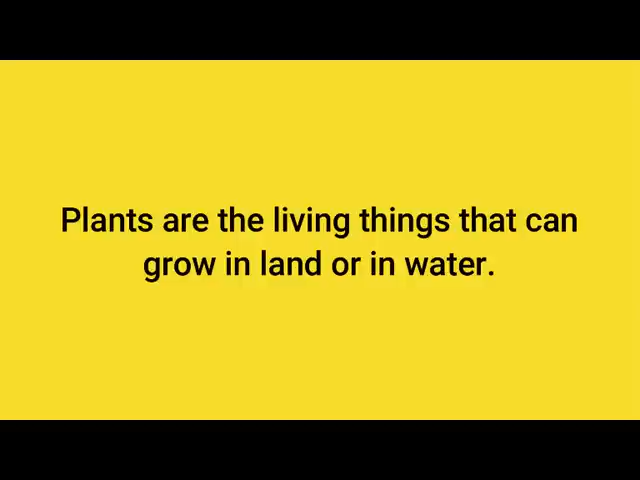 Plants are the living things that can
grow in land or in water.